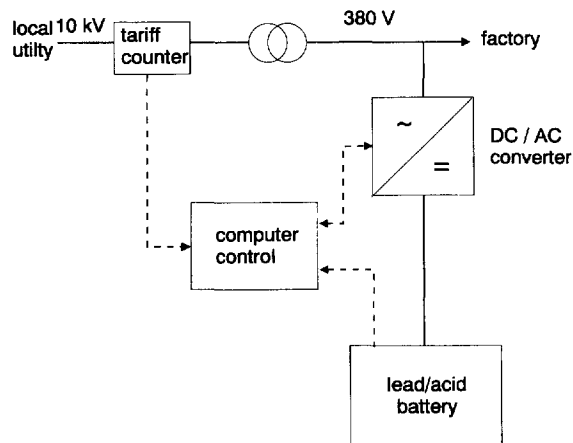 local
utilty
10 kV
tariff
counter
380 V
factory
~
=
DC / AC
converter
computer
control
lead/acid
battery